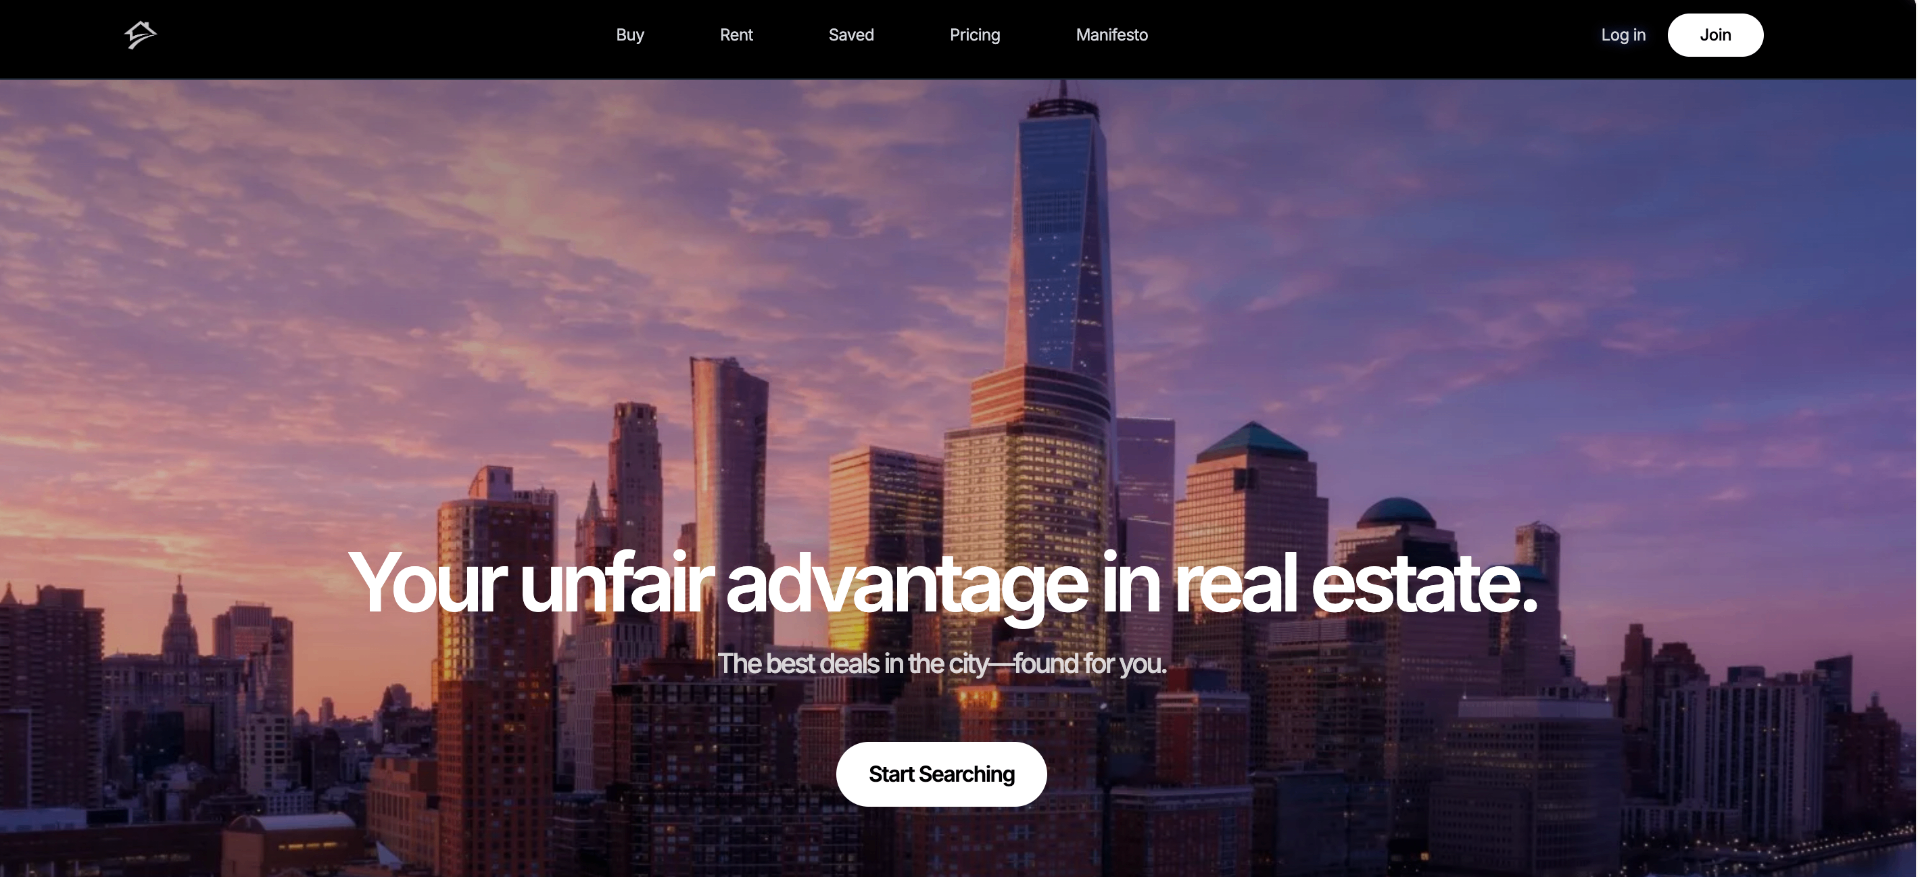 Buy Rent Saved Pricing Manifesto Log in Join
Your unfair advantage in real estate.
The best deals in the city—found for you.
Start Searching